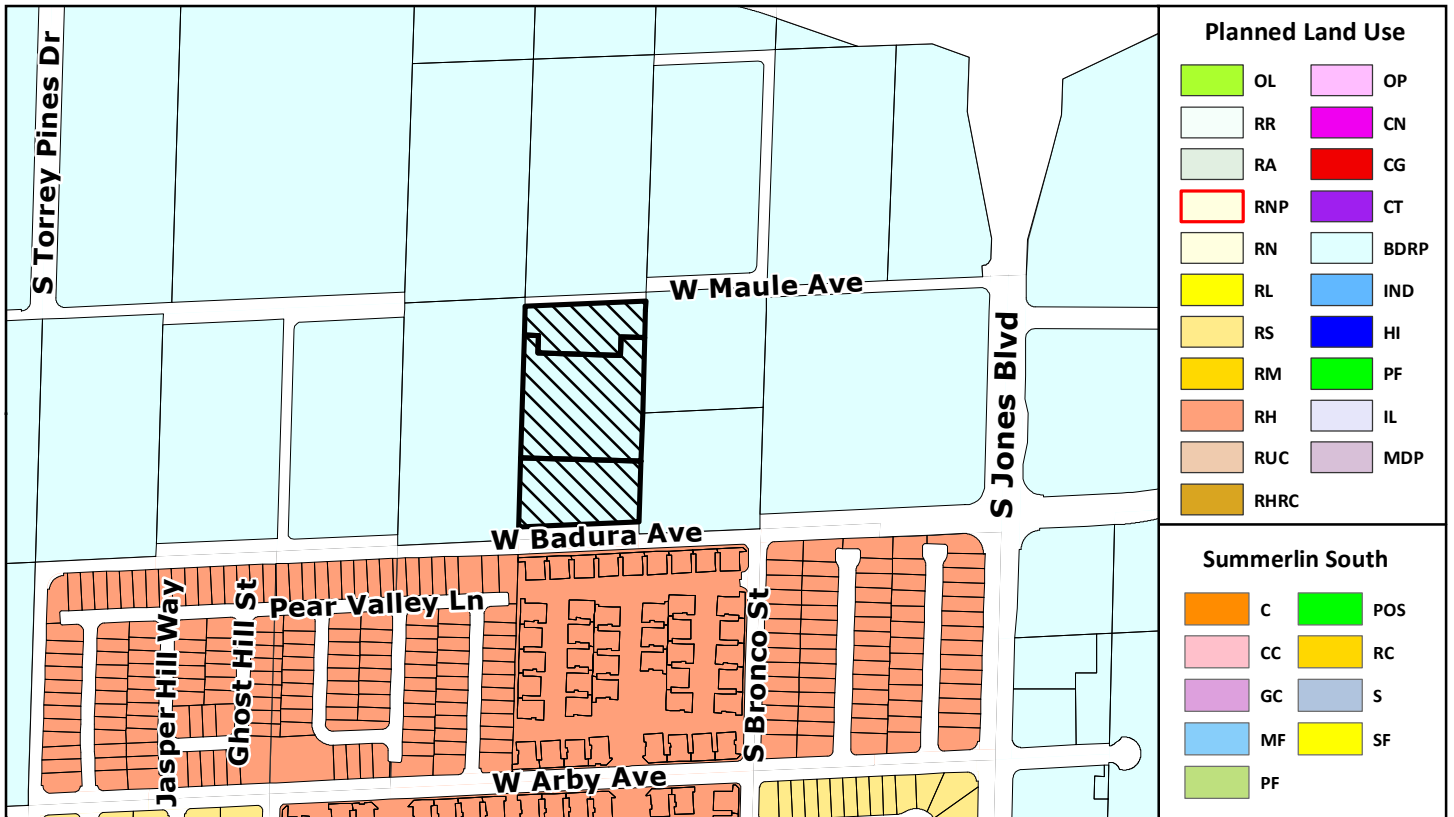 S Torrey Pines Dr
W Maule Ave
S Jones Blvd
W Badura Ave
Pear Valley Ln
Jasper Hill Way
Ghost Hill St
S Bronco St
W Arby Ave
Planned Land Use
OL
OP
RR
CN
RA
CG
RNP
CT
RN
BDRP
RL
IND
RS
HI
RM
PF
RH
IL
RUC
MDP
RHRC
Summerlin South
C
POS
CC
RC
GC
S
MF
SF
PF